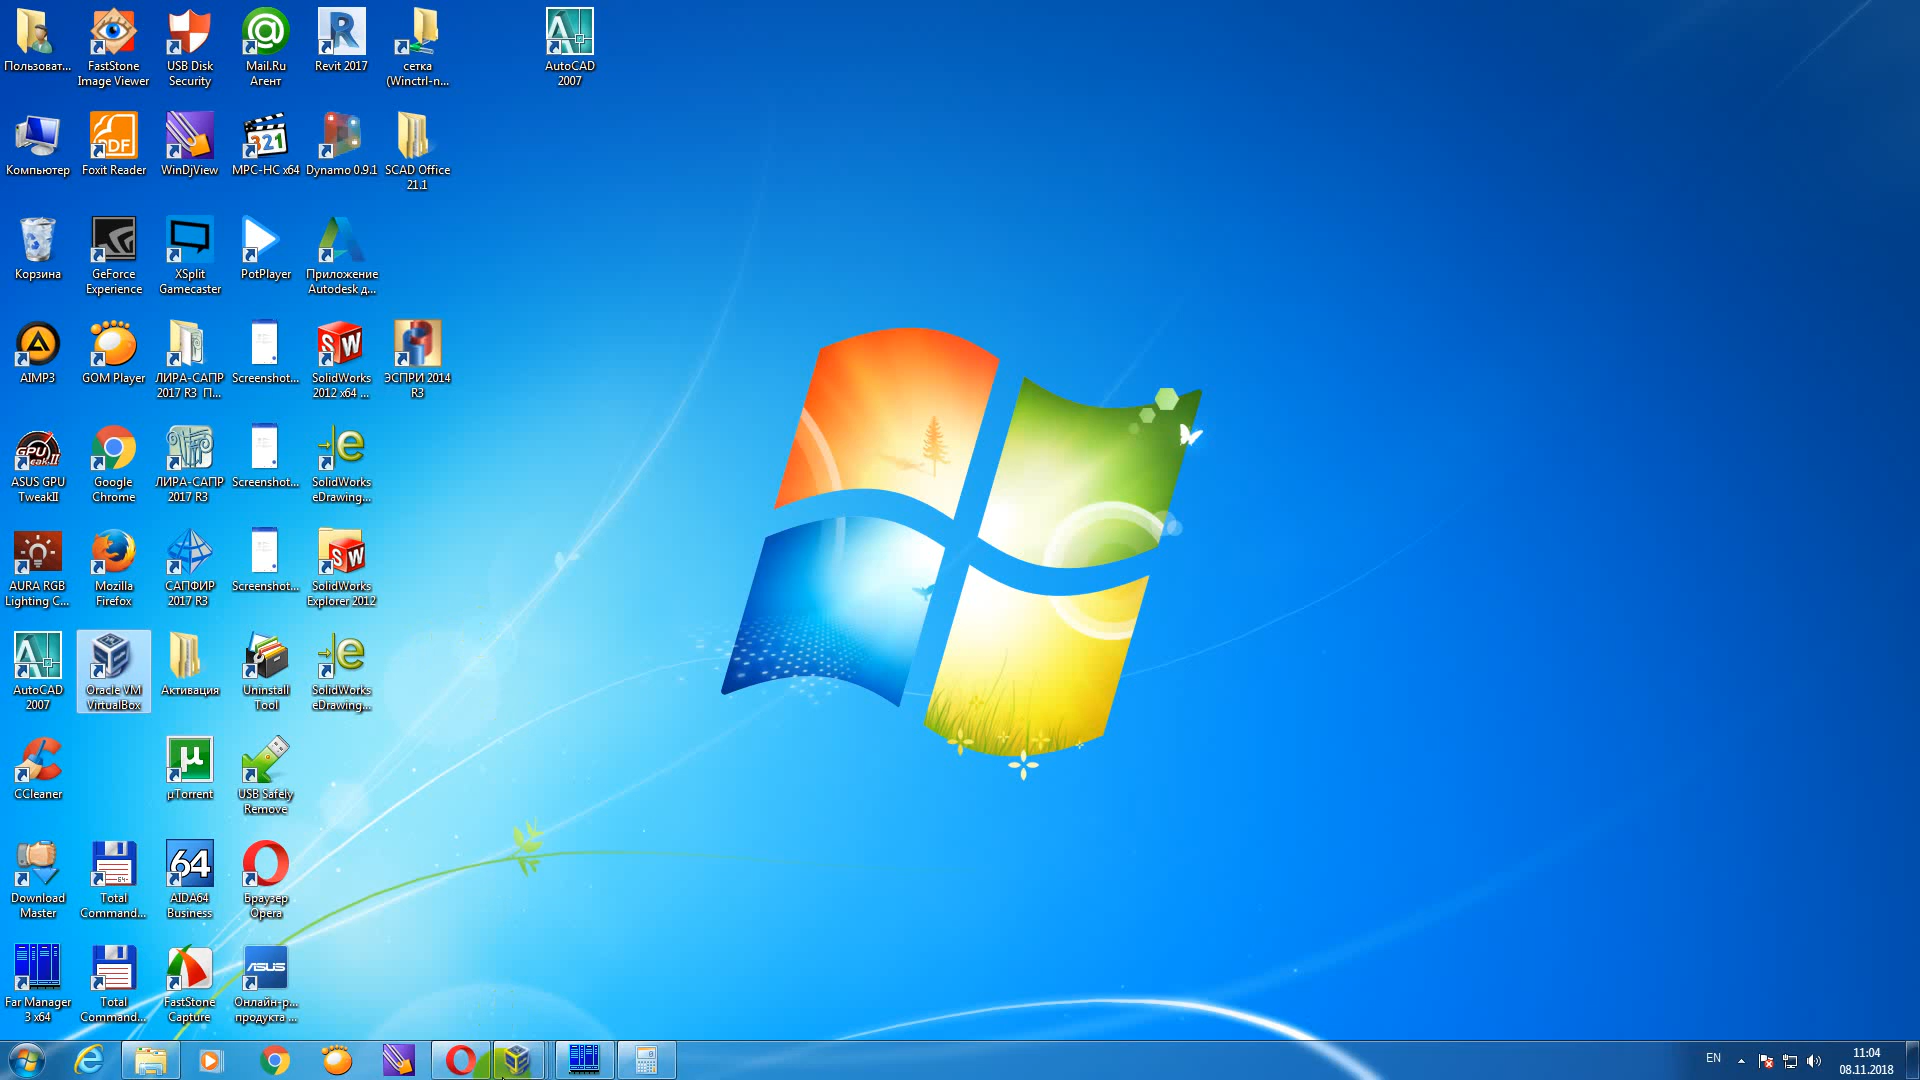 Пользоват...
FastStone
Image Viewer
USB Disk
Security
Mail.Ru
Агент
Revit 2017
сетка
(Winctrl-n...
AutoCAD
2007
Компьютер
Foxit Reader
WinDjView
MPC-HC x64
Dynamo 0.9.1
SCAD Office
21.1
Корзина
GeForce
Experience
XSplit
Gamecaster
PotPlayer
Приложение
Autodesk д...
AIMP3
GOM Player
ЛИРА-САПР
2017 R3 П...
Screenshot...
SolidWorks
2012 x64 ...
ЭСПРИ 2014
R3
ASUS GPU
TweakII
Google
Chrome
ЛИРА-САПР
2017 R3
Screenshot...
SolidWorks
eDrawing...
AURA RGB
Lighting C...
Mozilla
Firefox
САПФИР
2017 R3
Screenshot...
SolidWorks
Explorer 2012
AutoCAD
2007
Oracle VM
VirtualBox
Активация
Uninstall
Tool
SolidWorks
eDrawing...
CCleaner
µTorrent
USB Safely
Remove
Download
Master
Total
Command...
64
AIDA64
Business
Браузер
Opera
Far Manager
3 x64
Total
Command...
FastStone
Capture
ASUS
Онлайн-р...
продукта ...
EN
11:04
08.11.2018